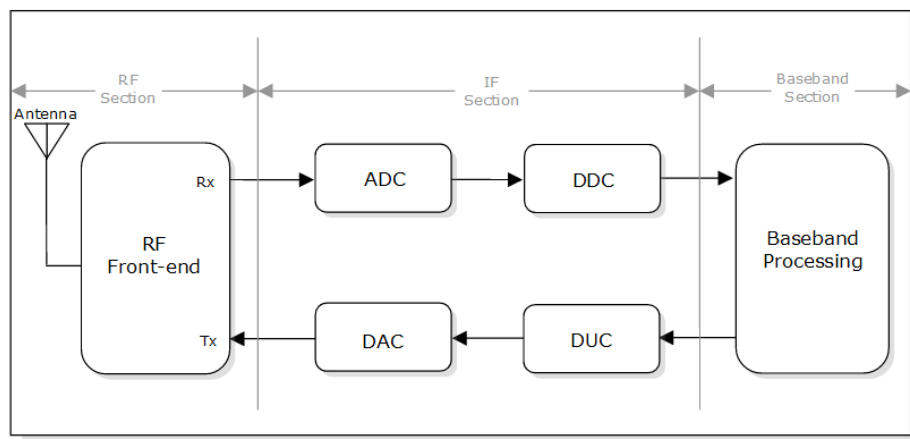 RF
Section
IF
Section
Baseband
Section
Antenna
Rx
ADC
DDC
RF
Front-end
Baseband
Processing
Tx
DAC
DUC